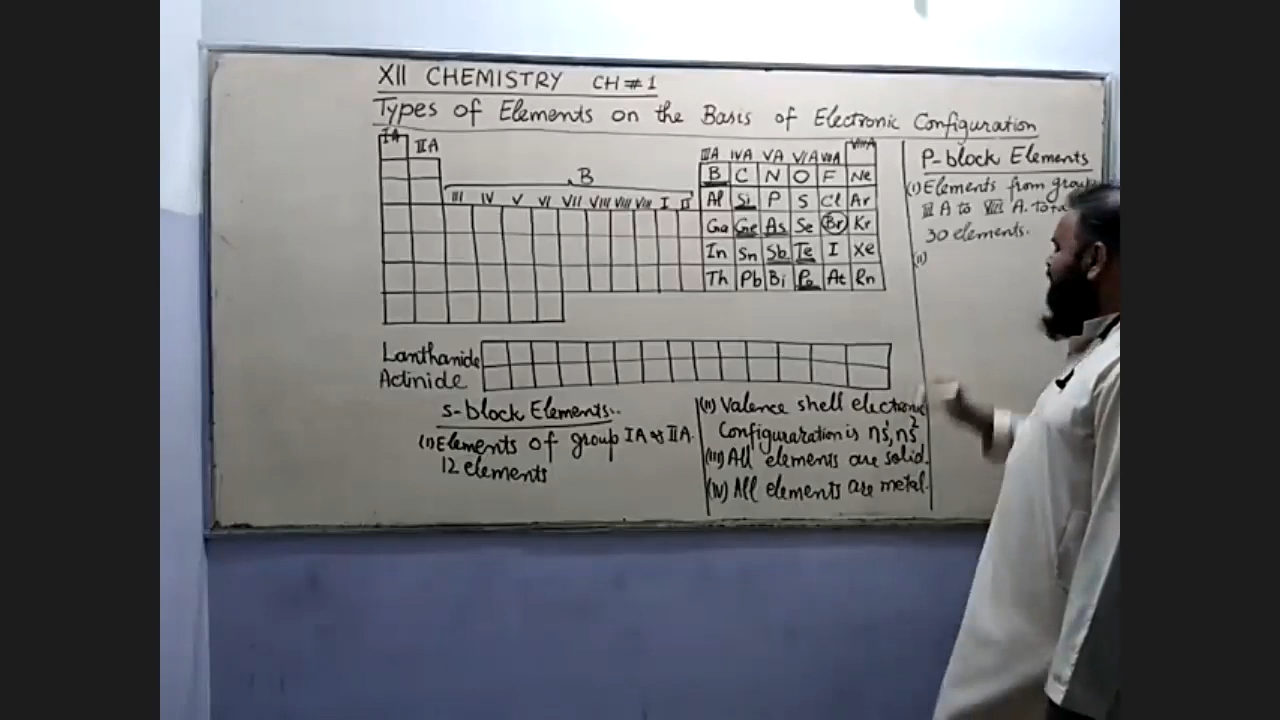 XII CHEMISTRY CH # 1
Types of Elements on the Basis of Electronic Configuration
IA
IIA
B
III IV V VI VII VIII VIII VIII I II
IIIA IVA VA VIA VIIA VIIIA
B C N O F Ne
Al Si P S Cl Ar
Ga Ge As Se Br Kr
In Sn Sb Te I Xe
Th Pb Bi Po At Rn
Lanthanide
Actinide
s-block Elements..
(i) Elements of group IA & IIA.
12 elements
(ii) Valence shell electronic
Configuraration is ns¹, ns²
(iii) All elements are solid.
(iv) All elements are metal.
P-block Elements
(i) Elements from group
III A to VIII A. Tota
30 elements.
(ii)